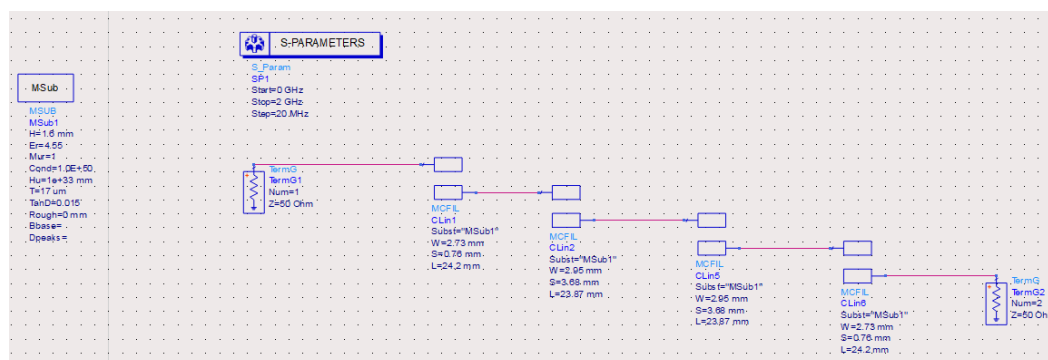 S-PARAMETERS
S_Param
SP1
Start=0 GHz
Stop=2 GHz
Step=20 MHz
MSub
MSUB
MSub1
H=1.6 mm
Er=4.55
Mur=1
Cond=1.0E+50
Hu=1e+33 mm
T=17 um
TanD=0.015
Rough=0 mm
Bbase=
Dpeaks=
TermG
TermG1
Num=1
Z=50 Ohm
MCFIL
CLin1
Subst="MSub1"
W=2.73 mm
S=0.76 mm
L=24.2 mm
MCFIL
CLin2
Subst="MSub1"
W=2.95 mm
S=3.68 mm
L=23.87 mm
MCFIL
CLin5
Subst="MSub1"
W=2.95 mm
S=3.68 mm
L=23.87 mm
MCFIL
CLin6
Subst="MSub1"
W=2.73 mm
S=0.76 mm
L=24.2 mm
TermG
TermG2
Num=2
Z=50 Oh